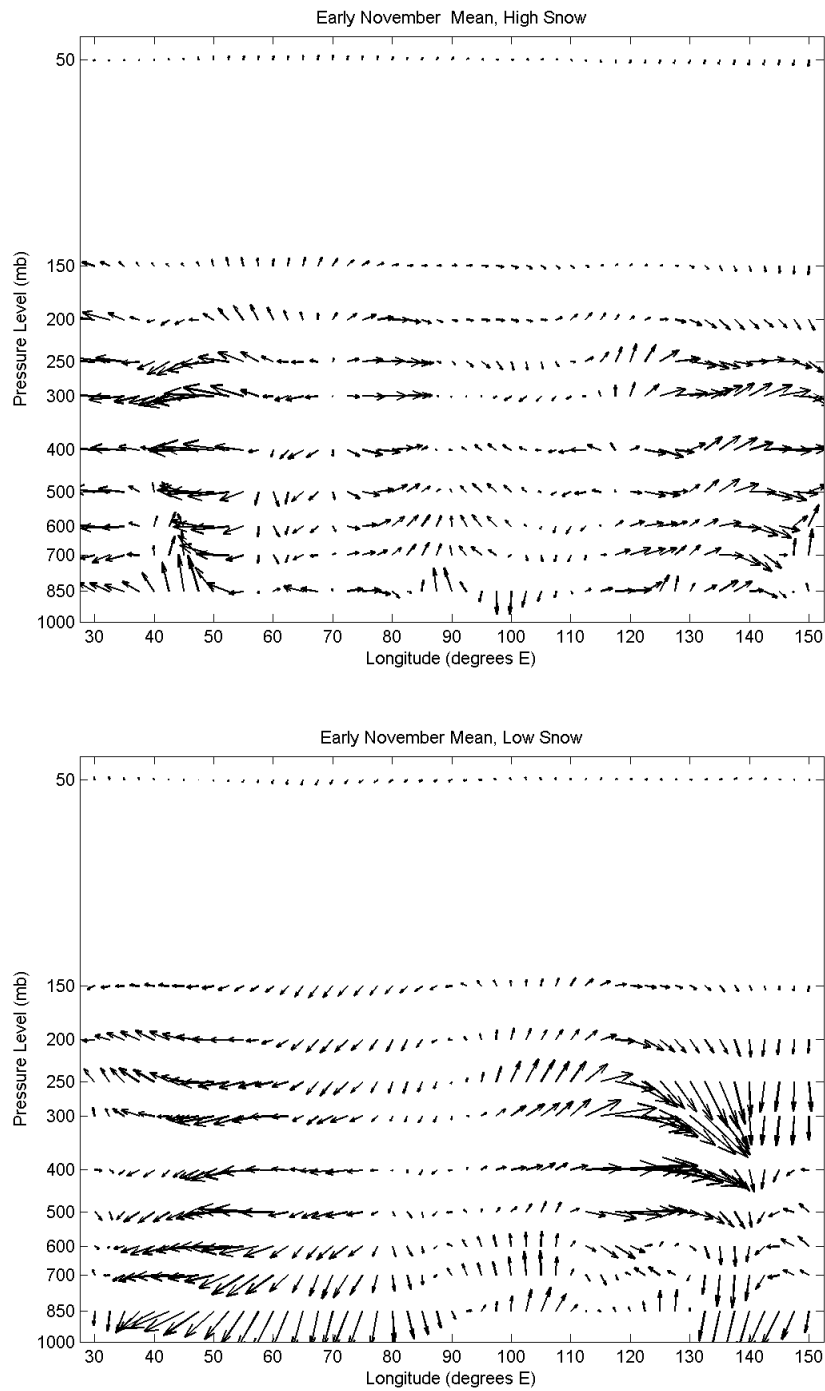 Early November  Mean, High Snow
50
150
200
250
300
400
500
600
700
850
1000
Pressure Level (mb)
30 40 50 60 70 80 90 100 110 120 130 140 150
Longitude (degrees E)
Early November Mean, Low Snow
50
150
200
250
300
400
500
600
700
850
1000
Pressure Level (mb)
30 40 50 60 70 80 90 100 110 120 130 140 150
Longitude (degrees E)